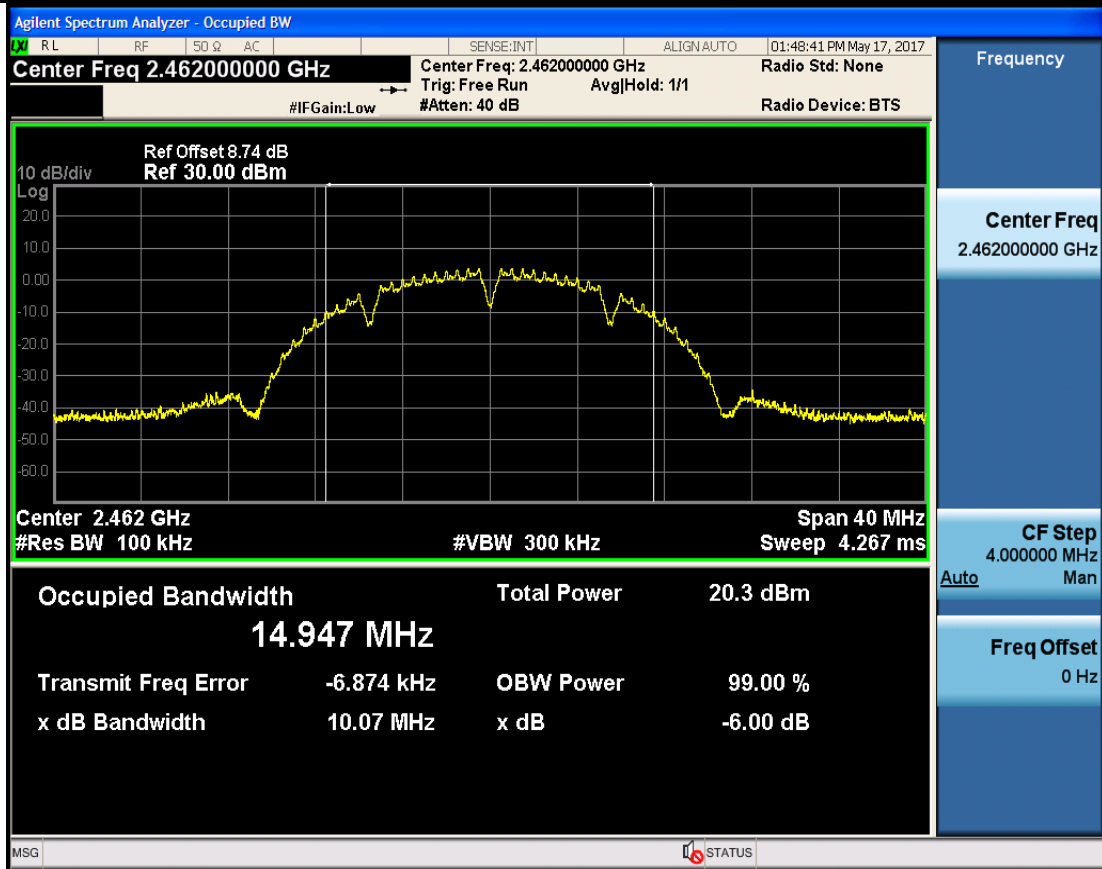 Agilent Spectrum Analyzer - Occupied BW
LXI RL RF 50 Ω AC SENSE:INT ALIGN AUTO 01:48:41 PM May 17, 2017
Center Freq 2.462000000 GHz
Center Freq: 2.462000000 GHz
Radio Std: None
Trig: Free Run Avg|Hold: 1/1
#IFGain:Low #Atten: 40 dB Radio Device: BTS
Frequency
Ref Offset 8.74 dB
10 dB/div Ref 30.00 dBm
Log
20.0
10.0
0.00
-10.0
-20.0
-30.0
-40.0
-50.0
-60.0
Center 2.462 GHz Span 40 MHz
#Res BW 100 kHz #VBW 300 kHz Sweep 4.267 ms
Occupied Bandwidth Total Power 20.3 dBm
14.947 MHz
Transmit Freq Error -6.874 kHz OBW Power 99.00 %
x dB Bandwidth 10.07 MHz x dB -6.00 dB
Center Freq
2.462000000 GHz
CF Step
4.000000 MHz
Auto Man
Freq Offset
0 Hz
MSG STATUS